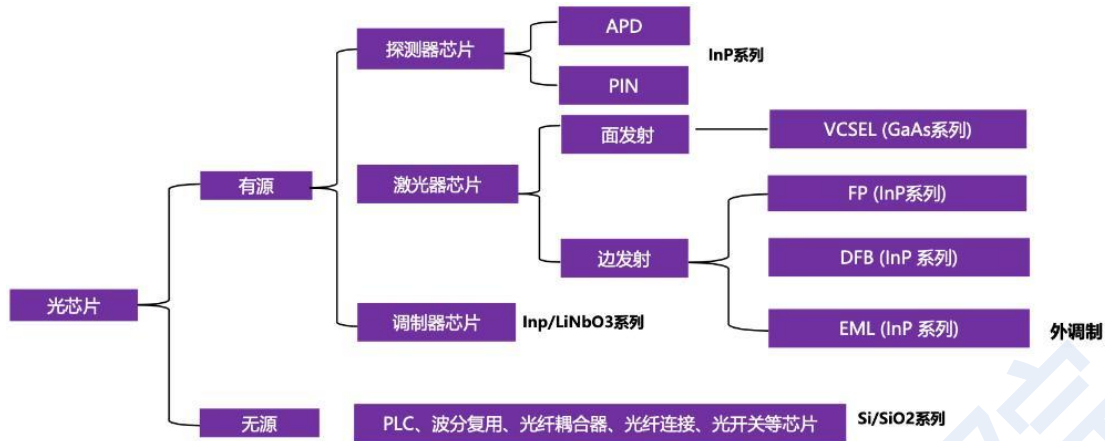 APD
探测器芯片
InP系列
PIN
面发射
VCSEL (GaAs系列)
有源
激光器芯片
FP (InP系列)
边发射
DFB (InP 系列)
光芯片
调制器芯片
Inp/LiNbO3系列
EML (InP 系列)
外调制
无源
PLC、波分复用、光纤耦合器、光纤连接、光开关等芯片
Si/SiO2系列